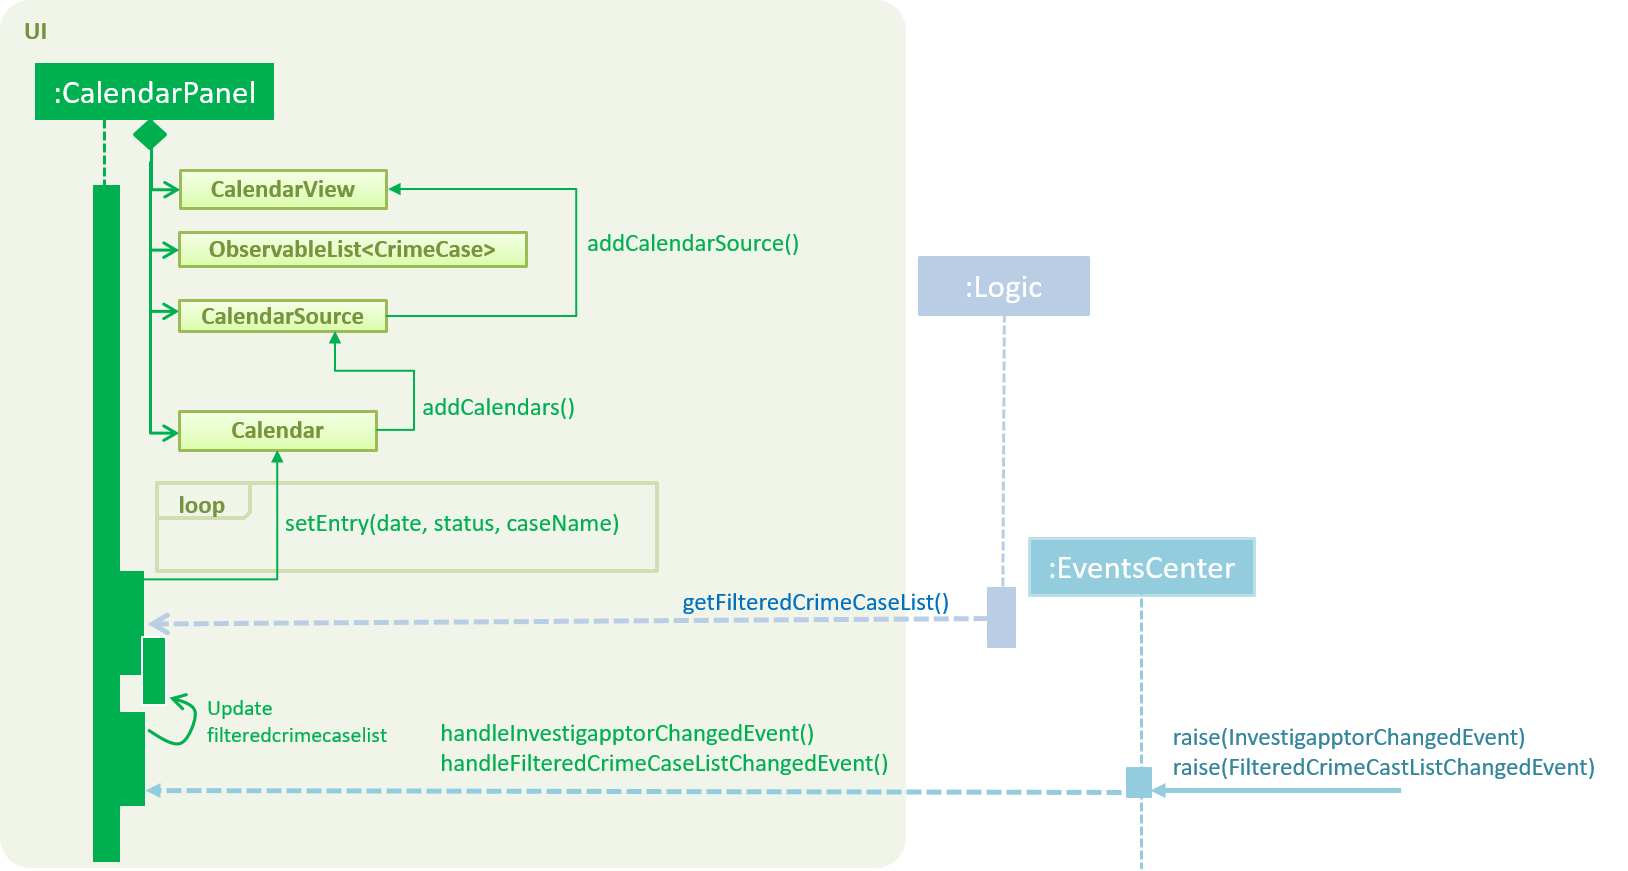 UI
:CalendarPanel
CalendarView
ObservableList<CrimeCase>
addCalendarSource()
:Logic
CalendarSource
addCalendars()
Calendar
loop
setEntry(date, status, caseName)
:EventsCenter
getFilteredCrimeCaseList()
Update
filteredcrimecaselist
handleInvestigapptorChangedEvent()
handleFilteredCrimeCaseListChangedEvent()
raise(InvestigapptorChangedEvent)
raise(FilteredCrimeCastListChangedEvent)